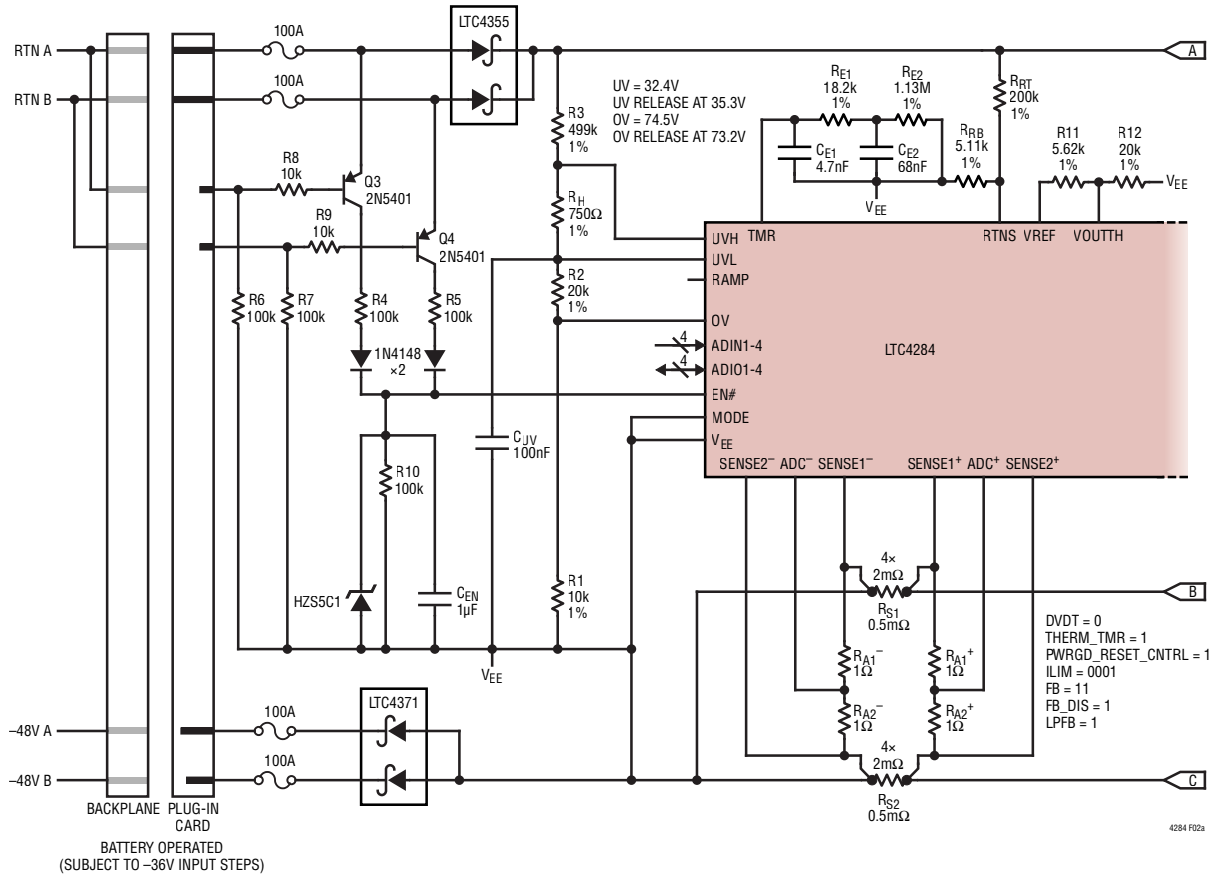 LTC4355
100A
RTN A
100A
RTN B
A
UV = 32.4V
UV RELEASE AT 35.3V
OV = 74.5V
OV RELEASE AT 73.2V
R3
499k
1%
RE1
18.2k
1%
RE2
1.13M
1%
RRT
200k
1%
CE1
4.7nF
CE2
68nF
RRB
5.11k
1%
R11
5.62k
1%
R12
20k
1%
VEE
VEE
R8
10k
Q3
2N5401
RH
750Ω
1%
R9
10k
Q4
2N5401
UVH
TMR
RTNS
VREF
VOUTTH
UVL
RAMP
R2
20k
1%
OV
R6
100k
R7
100k
R4
100k
R5
100k
4
ADIN1-4
4
ADIO1-4
LTC4284
1N4148
×2
EN#
MODE
VEE
CUV
100nF
SENSE2–
ADC–
SENSE1–
SENSE1+
ADC+
SENSE2+
R10
100k
HZS5C1
CEN
1µF
R1
10k
1%
4×
2mΩ
RS1
0.5mΩ
B
DVDT = 0
THERM_TMR = 1
PWRGD_RESET_CNTRL = 1
ILIM = 0001
FB = 11
FB_DIS = 1
LPFB = 1
RA1–
1Ω
RA1+
1Ω
VEE
RA2–
1Ω
RA2+
1Ω
LTC4371
100A
–48V A
100A
–48V B
4×
2mΩ
RS2
0.5mΩ
C
BACKPLANE
PLUG-IN
CARD
BATTERY OPERATED
(SUBJECT TO –36V INPUT STEPS)
4284 F02a